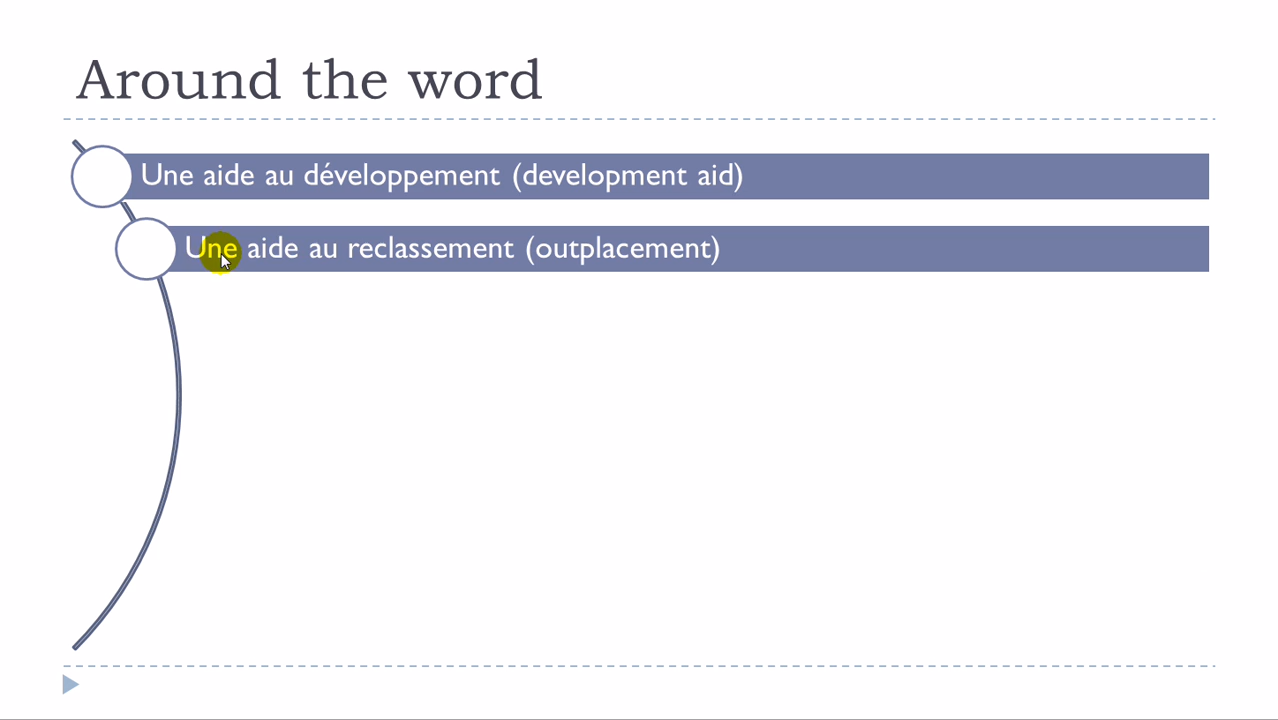 Around the word
Une aide au développement (development aid)
Une aide au reclassement (outplacement)